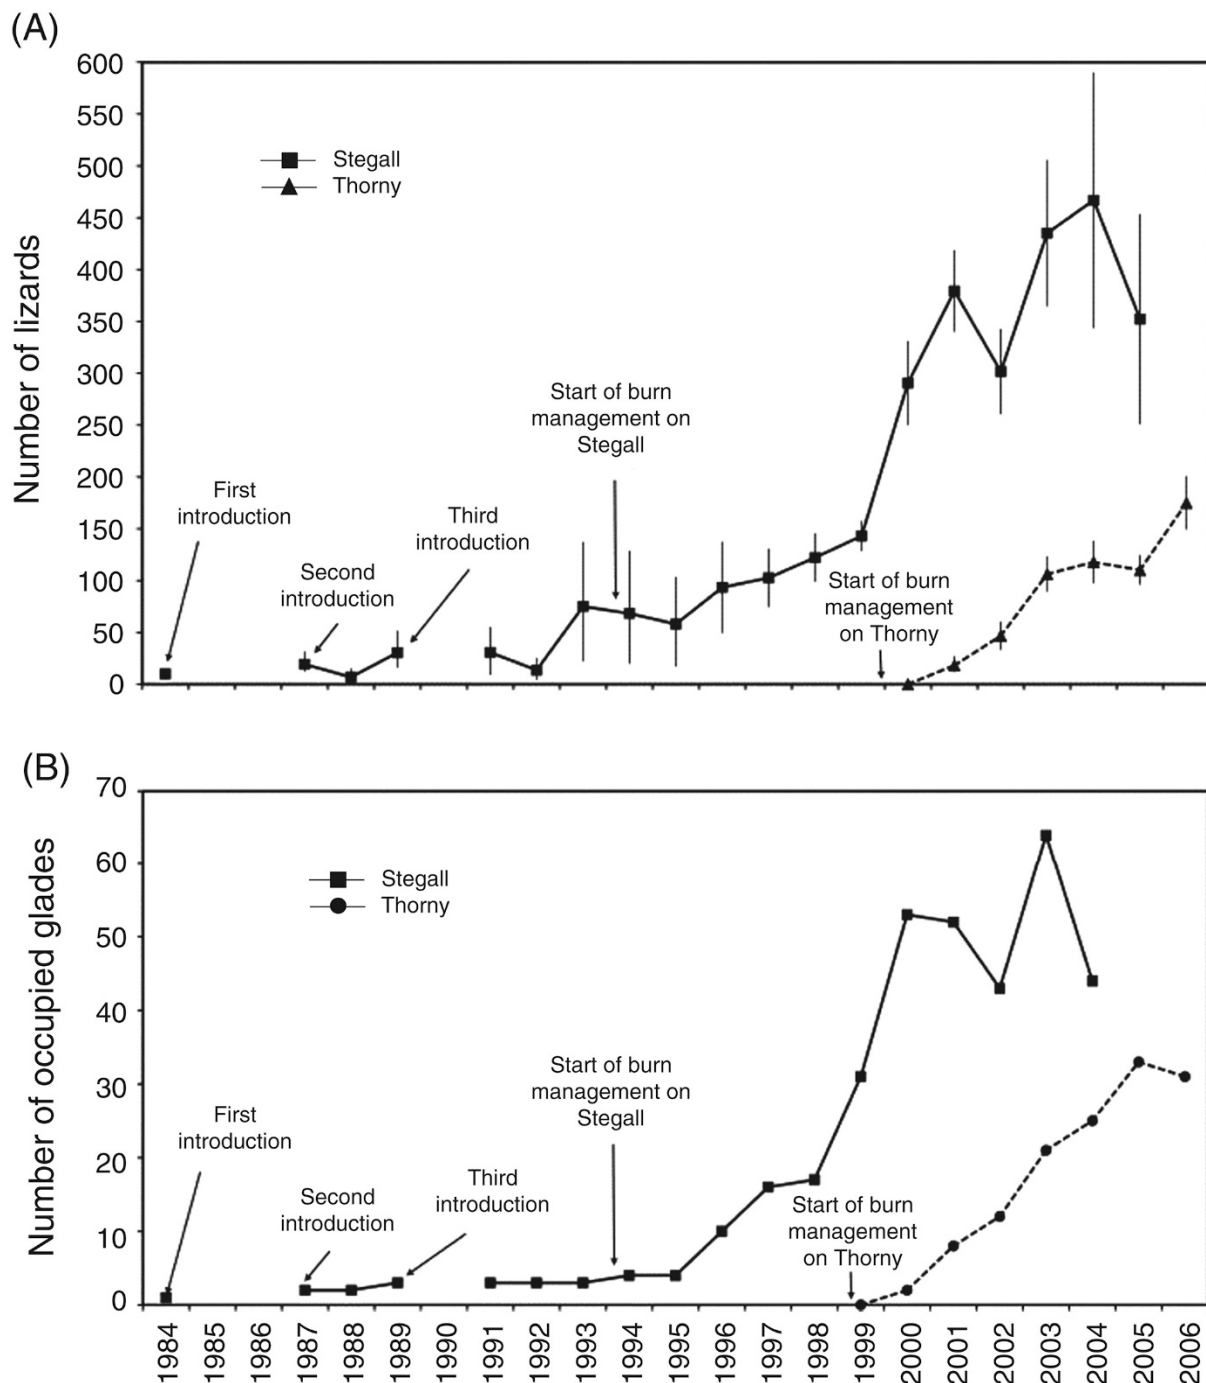 (A)
600
550
500
450
400
350
300
250
200
150
100
50
0
Number of lizards
Stegall
Thorny
First
introduction
Second
introduction
Third
introduction
Start of burn
management on
Stegall
Start of burn
management
on Thorny
(B)
70
60
50
40
30
20
10
0
Number of occupied glades
Stegall
Thorny
First
introduction
Second
introduction
Third
introduction
Start of burn
management on
Stegall
Start of burn
management
on Thorny
1984
1985
1986
1987
1988
1989
1990
1991
1992
1993
1994
1995
1996
1997
1998
1999
2000
2001
2002
2003
2004
2005
2006